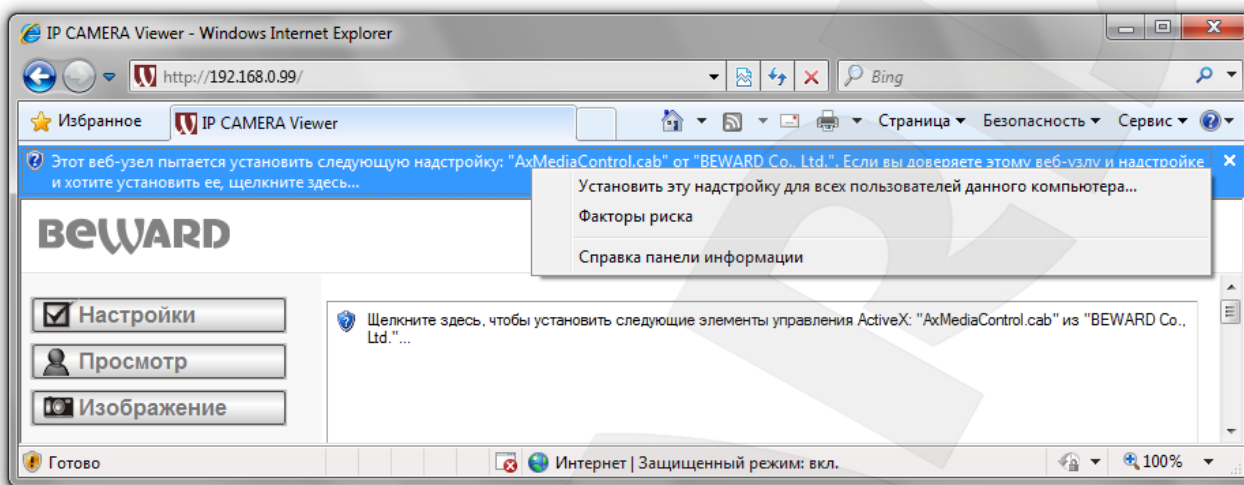 IP CAMERA Viewer - Windows Internet Explorer
http://192.168.0.99/
Bing
Избранное
IP CAMERA Viewer
Страница
Безопасность
Сервис
Этот веб-узел пытается установить следующую надстройку: "AxMediaControl.cab" от "BEWARD Co., Ltd.". Если вы доверяете этому веб-узлу и надстройке
и хотите установить ее, щелкните здесь...
Установить эту надстройку для всех пользователей данного компьютера...
Факторы риска
Справка панели информации
BEWARD
Настройки
Просмотр
Изображение
Щелкните здесь, чтобы установить следующие элементы управления ActiveX: "AxMediaControl.cab" из "BEWARD Co.,
Ltd."...
Готово
Интернет | Защищенный режим: вкл.
100%